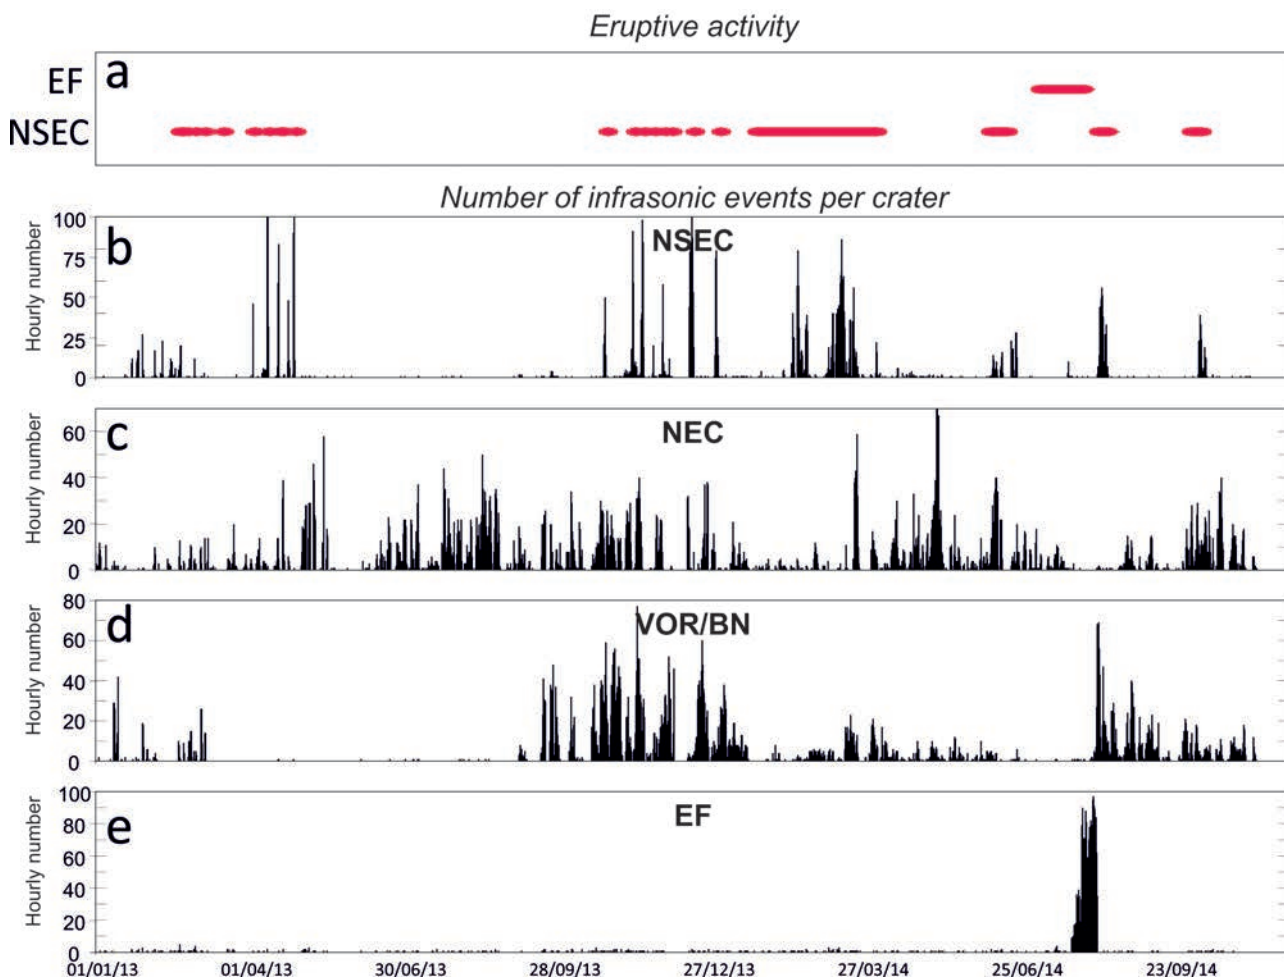 Eruptive activity
a
EF
NSEC
Number of infrasonic events per crater
b
NSEC
Hourly number
100
75
50
25
0
c
NEC
Hourly number
60
40
20
0
d
VOR/BN
Hourly number
80
60
40
20
0
e
EF
Hourly number
100
80
60
40
20
0
01/01/13 01/04/13 30/06/13 28/09/13 27/12/13 27/03/14 25/06/14 23/09/14